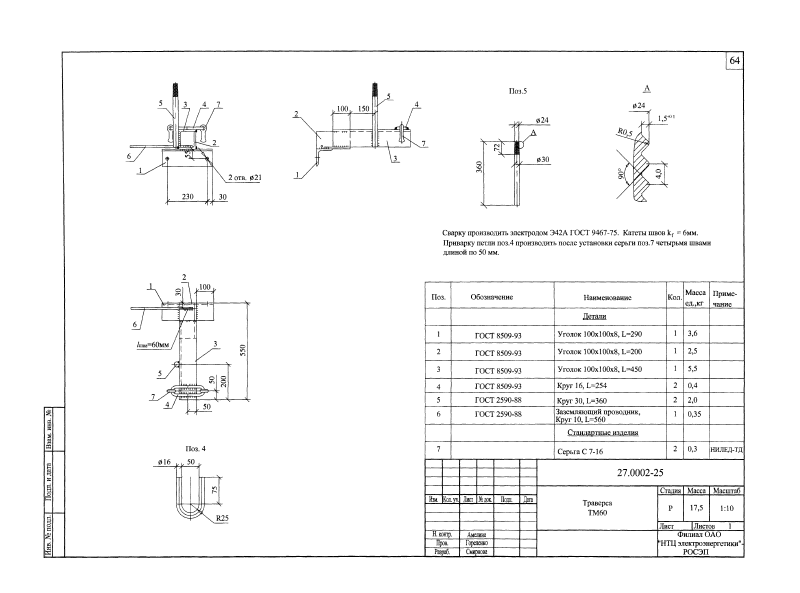 64
5 3 4 7
6
2
1
55
2 отв. ø21
230 30
5
100 150
4
2
7
3
1
Поз.5
ø24
А
72
360
ø30
А
ø24
1,5
R0,5
90°
4,0
Сварку производить электродом Э42А ГОСТ 9467-75. Катеты швов kf = 6мм.
Приварку петли поз.4 производить после установки серьги поз.7 четырьмя швами
длиной по 50 мм.
2
1 30 100
6
lmin=60мм
3
550
5
200
50
7
4
50
Поз. 4
ø16 50
75
R25
Поз. Обозначение Наименование Кол. Масса ед.,кг Приме-чание
Детали
1 ГОСТ 8509-93 Уголок 100х100х8, L=290 1 3,6
2 ГОСТ 8509-93 Уголок 100х100х8, L=200 1 2,5
3 ГОСТ 8509-93 Уголок 100х100х8, L=450 1 5,5
4 ГОСТ 8509-93 Круг 16, L=254 2 0,4
5 ГОСТ 2590-88 Круг 30, L=360 2 2,0
6 ГОСТ 2590-88 Заземляющий проводник, Круг 10, L=560 1 0,35
Стандартные изделия
7 Серьга С 7-16 2 0,3 НИЛЕД-ТД
27.0002-25
Изм. Кол. уч. Лист № док. Подп. Дата
Траверса
ТМ60
Стадия Масса Масштаб
Р 17,5 1:10
Лист Листов 1
Н. контр. Амелина
Пров. Гореленко
Разраб. Смирнова
Филиал ОАО
"НТЦ электроэнергетики"-
РОСЭП
Взам. инв. №
Подп. и дата
Инв. № подл.